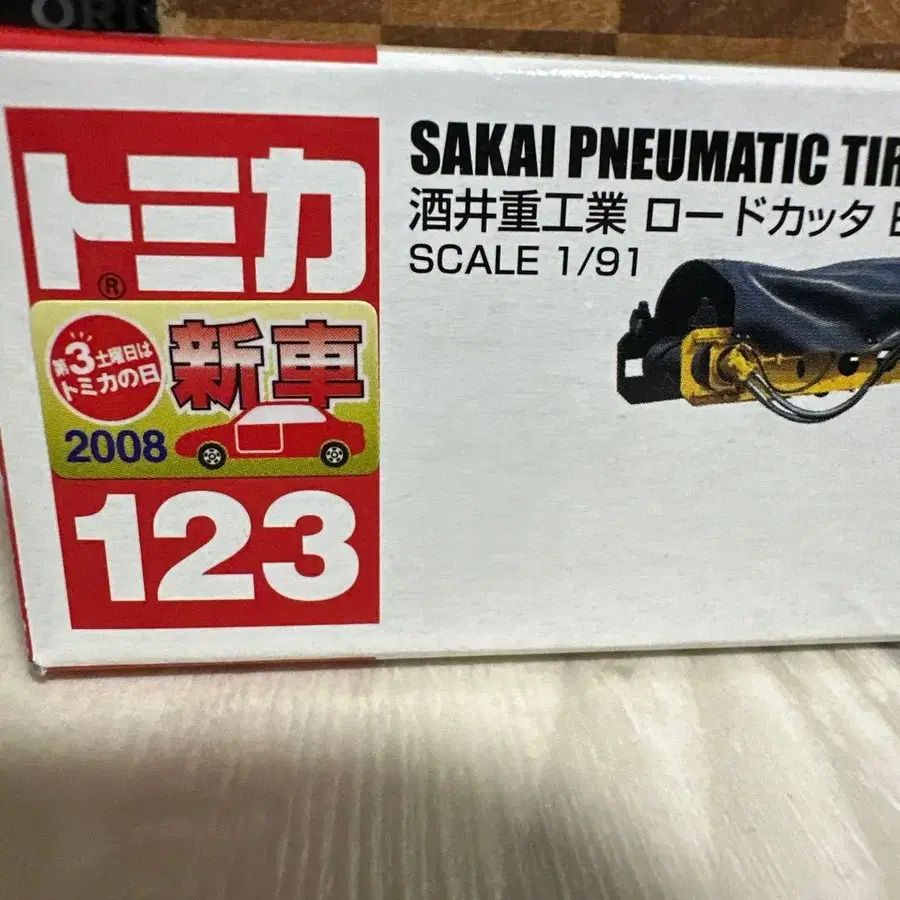 トミカ
®
第3土曜日は
トミカの日
新車
2008
123
SAKAI PNEUMATIC TIR
酒井重工業 ロードカッタ
SCALE 1/91